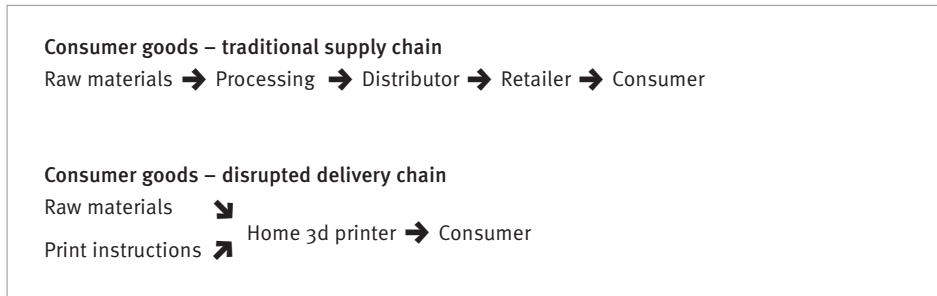 Consumer goods – traditional supply chain
Raw materials ➔ Processing ➔ Distributor ➔ Retailer ➔ Consumer
Consumer goods – disrupted delivery chain
Raw materials
Home 3d printer ➔ Consumer
Print instructions